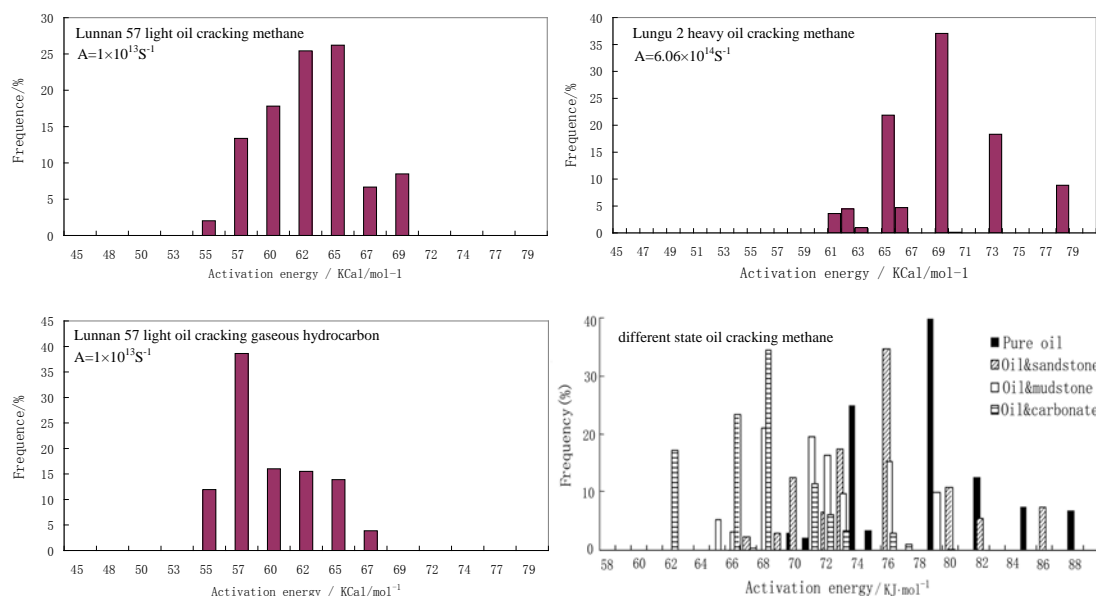 30
25
20
15
10
5
0
Frequence/%
Lunnan 57 light oil cracking methane
A=1×10¹³S⁻¹
45 48 50 53 55 57 60 62 65 67 69 72 74 77 79
Activation energy / KCal/mol-1
40
35
30
25
20
15
10
5
0
Frequence/%
Lungu 2 heavy oil cracking methane
A=6.06×10¹⁴S⁻¹
45 47 49 51 53 55 57 59 61 63 65 67 69 71 73 75 77 79
Activation energy / KCal/mol-1
45
40
35
30
25
20
15
10
5
0
Frequence/%
Lunnan 57 light oil cracking gaseous hydrocarbon
A=1×10¹³S⁻¹
45 48 50 53 55 57 60 62 65 67 69 72 74 77 79
Activation energy / KCal/mol⁻¹
40
30
20
10
0
Frequency(%)
different state oil cracking methane
Pure oil
Oil&sandstone
Oil&mudstone
Oil&carbonate
58 60 62 64 66 68 70 72 74 76 78 80 82 84 86 88
Activation energy/KJ·mol⁻¹